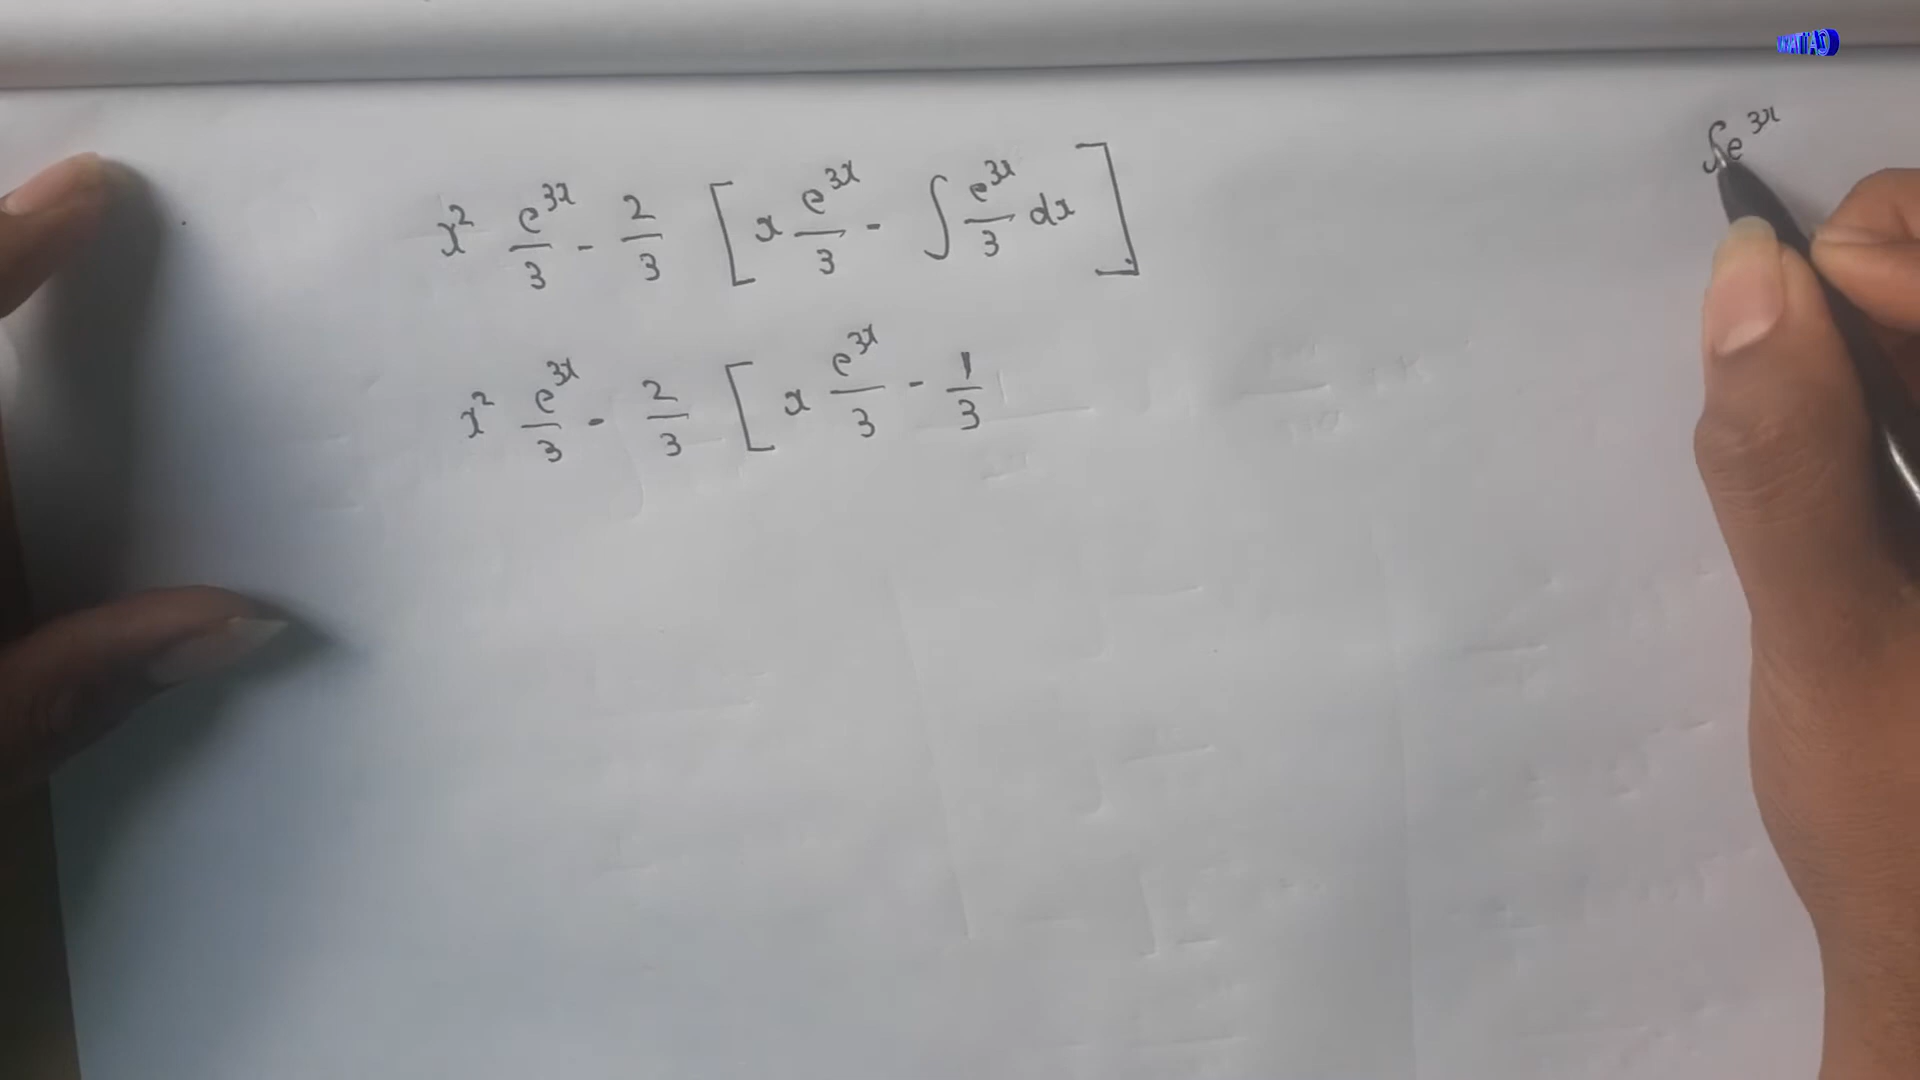 WATTAD
∫e^3x
x² e^3x/3 - 2/3 [x e^3x/3 - ∫ e^3x/3 dx]
x² e^3x/3 - 2/3 [x e^3x/3 - 1/3